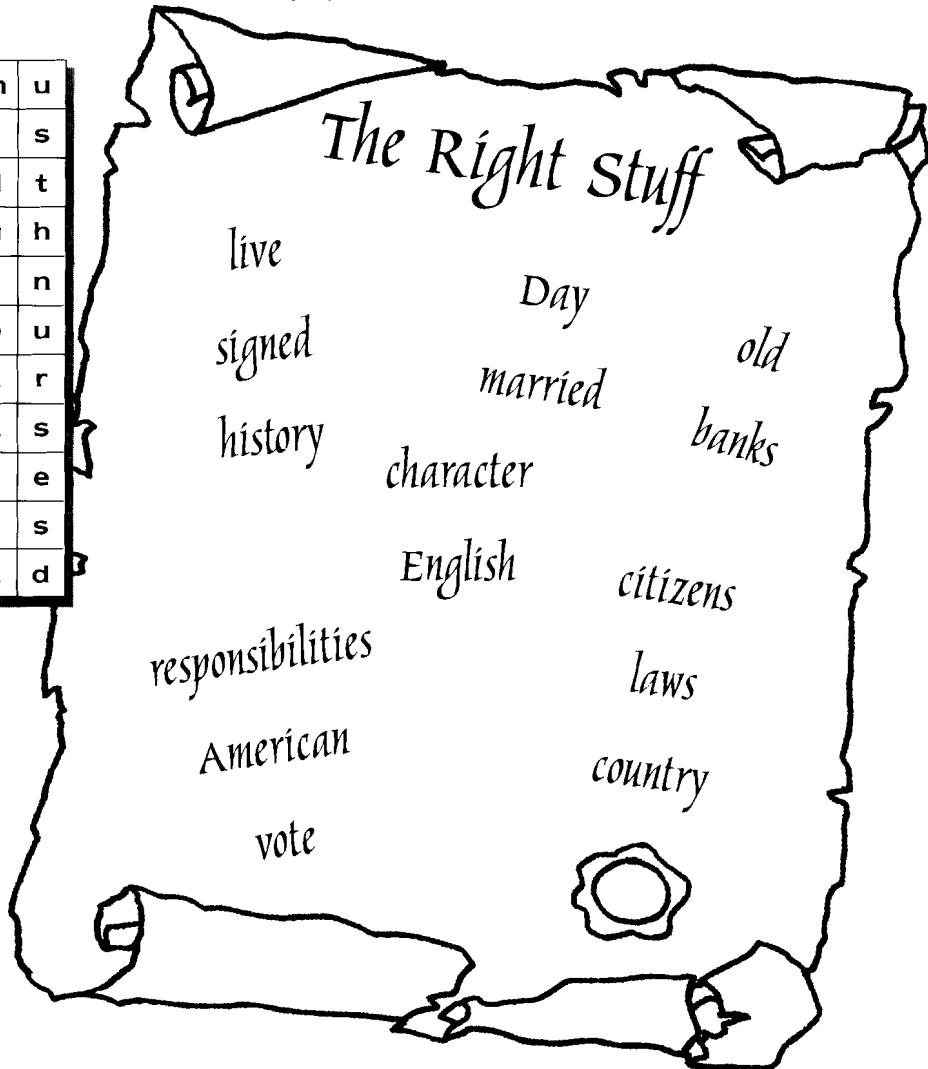 u
s
t
h
n
u
r
s
e
s
d
The Right Stuff
live
Day
signed
old
married
history
banks
character
English
citizens
responsibilities
laws
American
country
vote